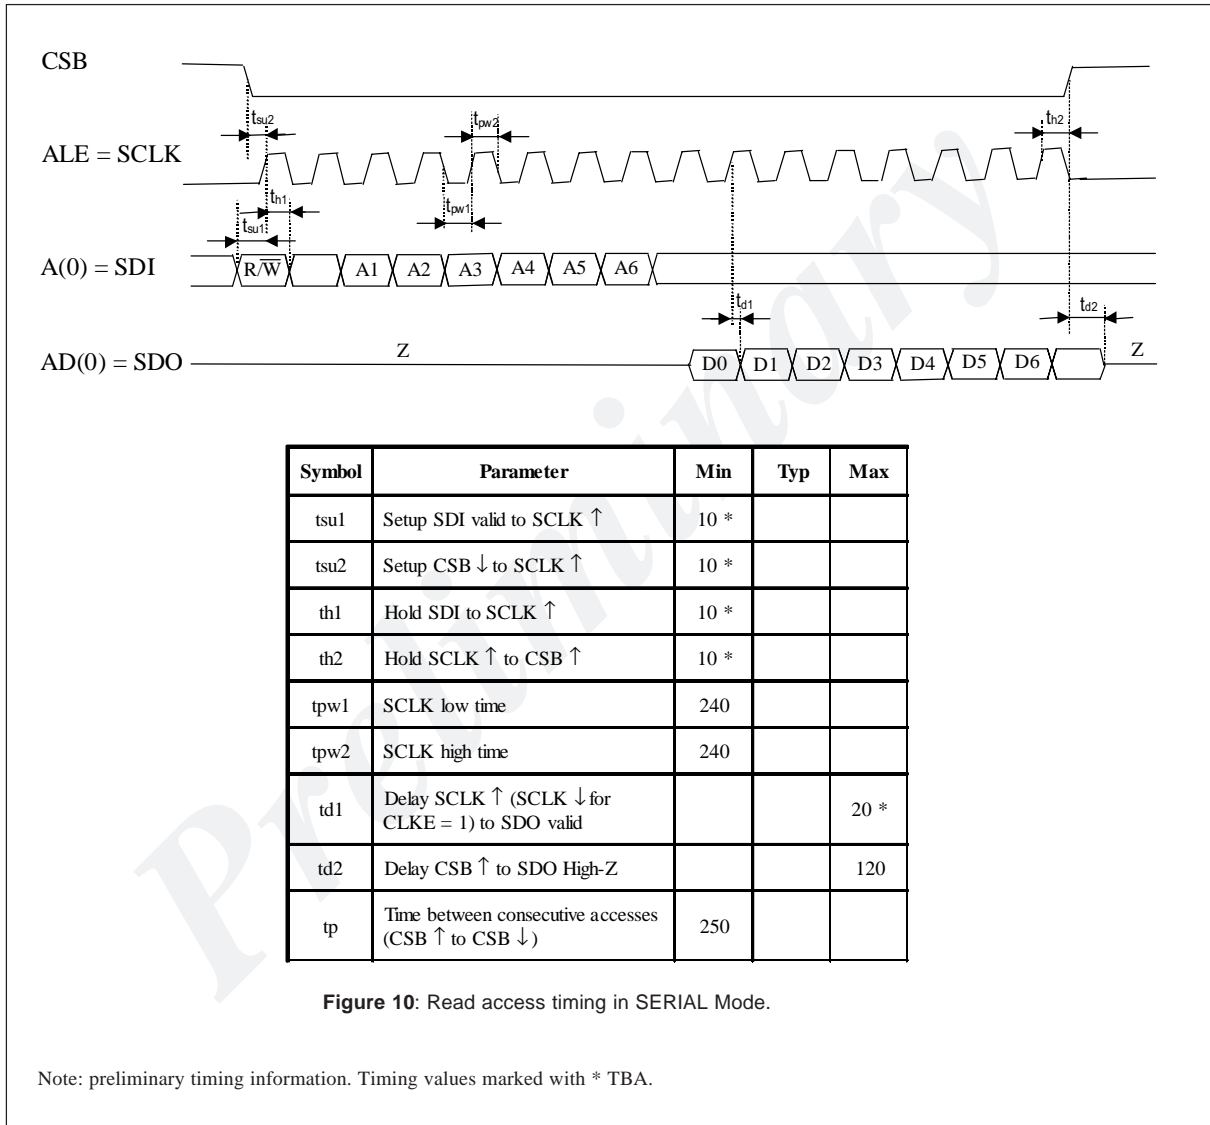 CSB
tsu2
tpw2
th2
ALE = SCLK
th1
tpw1
tsu1
A(0) = SDI
R/W̅
A1
A2
A3
A4
A5
A6
td1
td2
AD(0) = SDO
Z
D0
D1
D2
D3
D4
D5
D6
Z
Symbol Parameter Min Typ Max
tsu1 Setup SDI valid to SCLK ↑ 10 *
tsu2 Setup CSB ↓ to SCLK ↑ 10 *
th1 Hold SDI to SCLK ↑ 10 *
th2 Hold SCLK ↑ to CSB ↑ 10 *
tpw1 SCLK low time 240
tpw2 SCLK high time 240
td1 Delay SCLK ↑ (SCLK ↓ for
CLKE = 1) to SDO valid 20 *
td2 Delay CSB ↑ to SDO High-Z 120
tp Time between consecutive accesses
(CSB ↑ to CSB ↓) 250
Figure 10: Read access timing in SERIAL Mode.
Note: preliminary timing information. Timing values marked with * TBA.
Preliminary